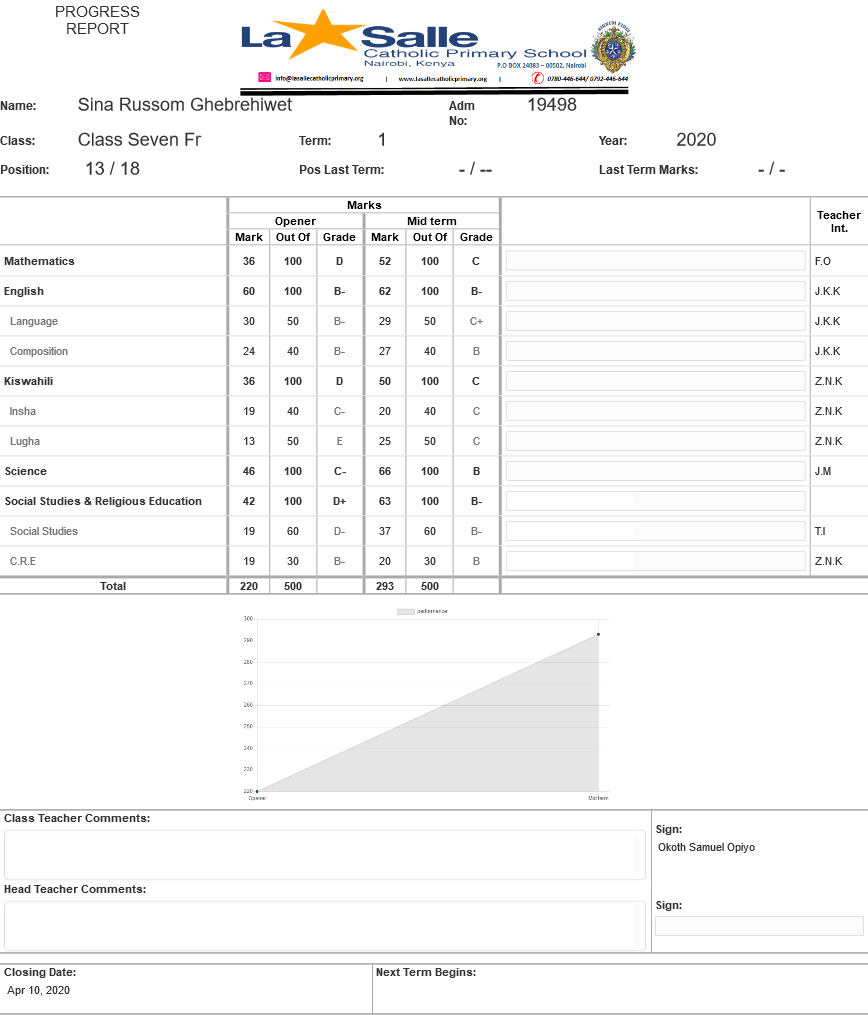 PROGRESS
REPORT
La Salle
Catholic Primary School
Nairobi, Kenya
P.O BOX 24083 – 00502, Nairobi
info@lasallecatholicprimary.org | www.lasallecatholicprimary.org | 0780-446-644/ 0792-446-644
Name: Sina Russom Ghebrehiwet Adm No: 19498
Class: Class Seven Fr Term: 1 Year: 2020
Position: 13 / 18 Pos Last Term: - / -- Last Term Marks: - / -
Marks
Opener Mid term Teacher Int.
Mark Out Of Grade Mark Out Of Grade
Mathematics 36 100 D 52 100 C F.O
English 60 100 B- 62 100 B- J.K.K
Language 30 50 B- 29 50 C+ J.K.K
Composition 24 40 B- 27 40 B J.K.K
Kiswahili 36 100 D 50 100 C Z.N.K
Insha 19 40 C- 20 40 C Z.N.K
Lugha 13 50 E 25 50 C Z.N.K
Science 46 100 C- 66 100 B J.M
Social Studies & Religious Education 42 100 D+ 63 100 B-
Social Studies 19 60 D- 37 60 B- T.I
C.R.E 19 30 B- 20 30 B Z.N.K
Total 220 500 293 500
performance
300
290
280
270
260
250
240
230
220
Opener Mid term
Class Teacher Comments:
Sign:
Okoth Samuel Opiyo
Head Teacher Comments:
Sign:
Closing Date: Next Term Begins:
Apr 10, 2020